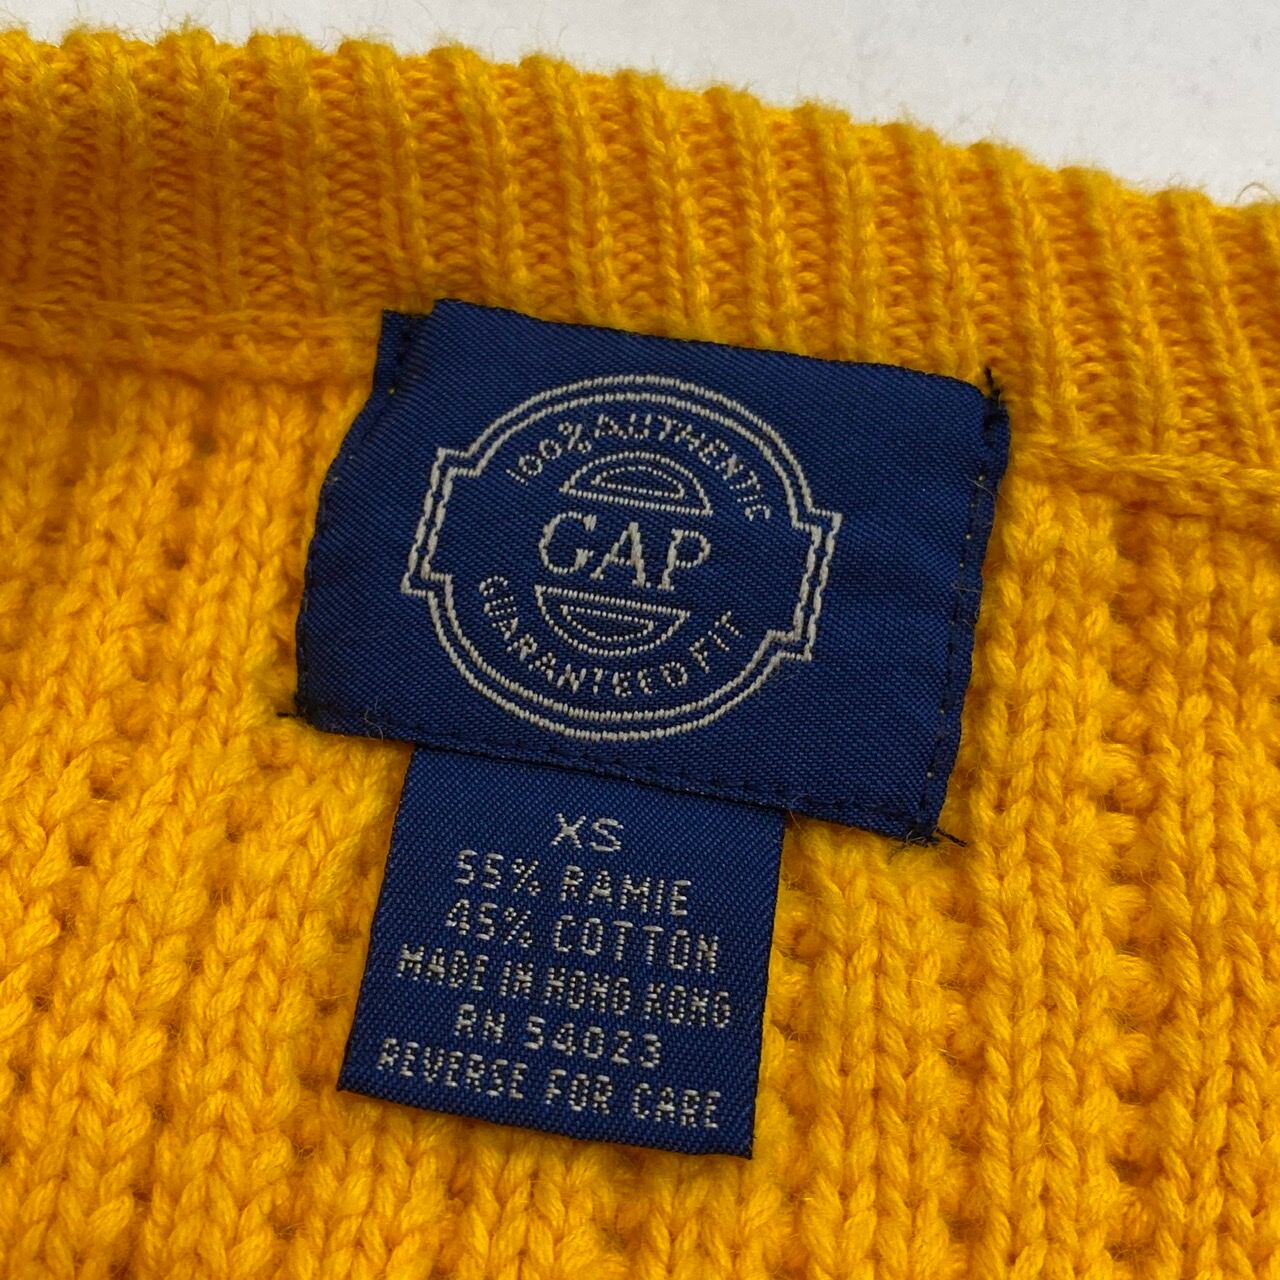 100% AUTHENTIC
GAP
GUARANTEED FIT
XS
55% RAMIE
45% COTTON
MADE IN HONG KONG
RN 54023
REVERSE FOR CARE